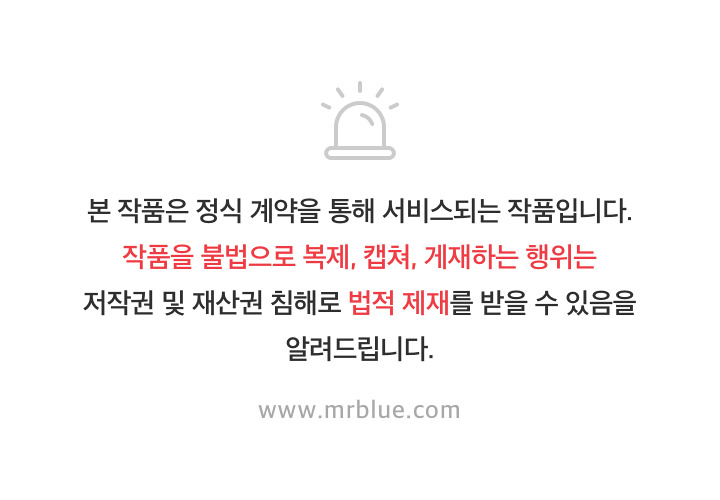 본 작품은 정식 계약을 통해 서비스되는 작품입니다.
작품을 불법으로 복제, 캡쳐, 게재하는 행위는
저작권 및 재산권 침해로 법적 제재를 받을 수 있음을
알려드립니다.
www.mrblue.com